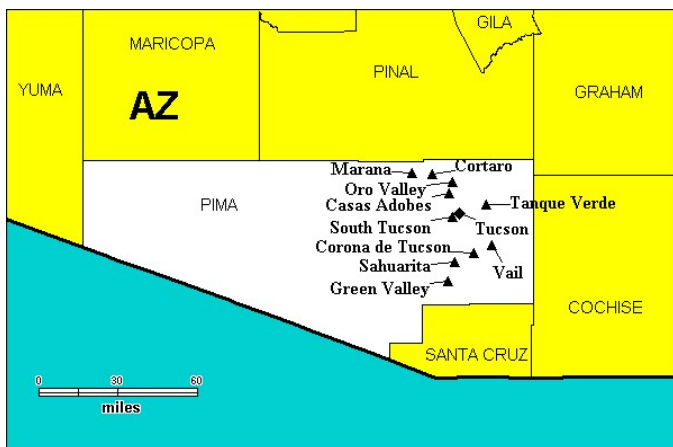 GILA
MARICOPA
PINAL
YUMA
GRAHAM
AZ
Marana
Cortaro
Oro Valley
Casas Adobes
Tanque Verde
PIMA
South Tucson
Tucson
Corona de Tucson
Sahuarita
Vail
Green Valley
COCHISE
SANTA CRUZ
0 30 60
miles